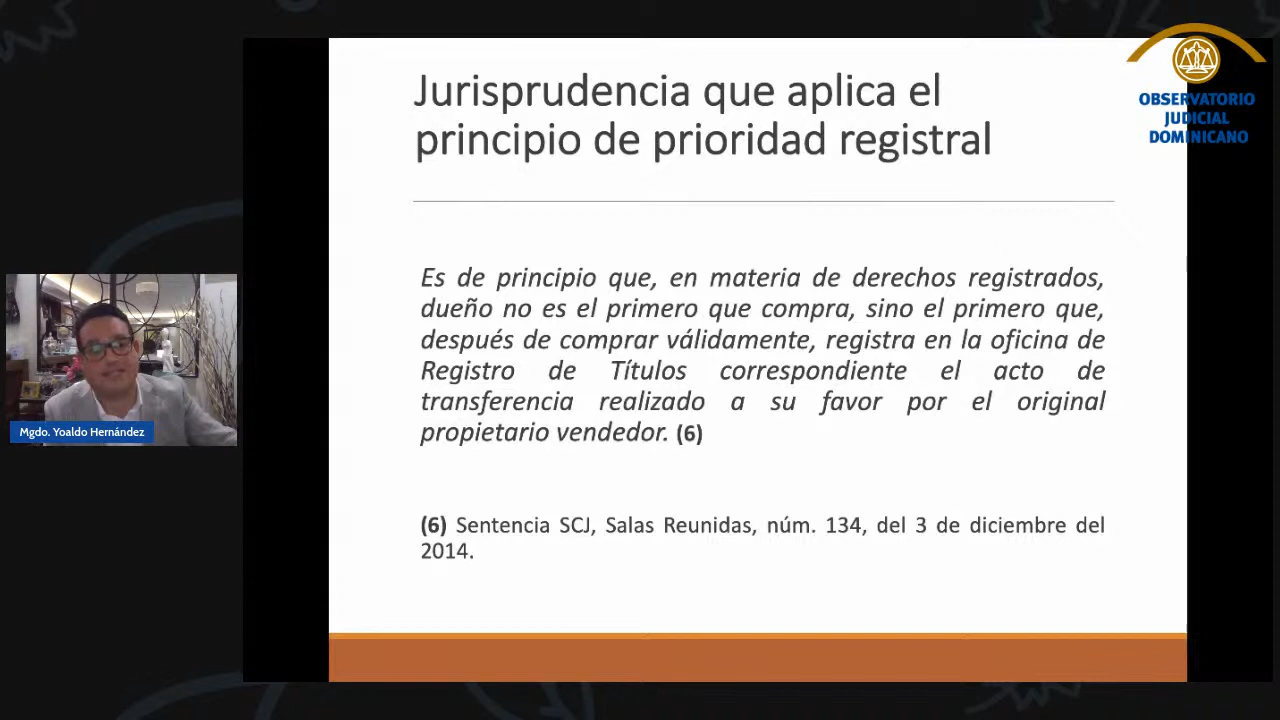 Jurisprudencia que aplica el
principio de prioridad registral
OBSERVATORIO
JUDICIAL
DOMINICANO
Es de principio que, en materia de derechos registrados,
dueño no es el primero que compra, sino el primero que,
después de comprar válidamente, registra en la oficina de
Registro de Títulos correspondiente el acto de
transferencia realizado a su favor por el original
propietario vendedor. (6)
Mgdo. Yoaldo Hernández
(6) Sentencia SCJ, Salas Reunidas, núm. 134, del 3 de diciembre del
2014.